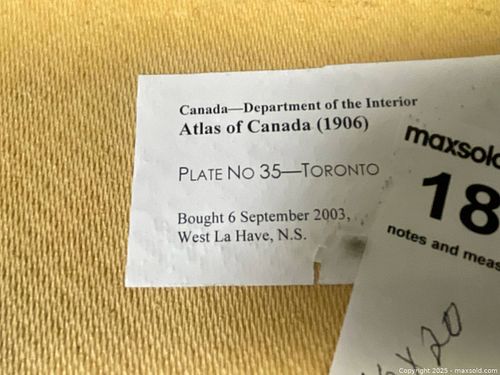 Canada—Department of the Interior
Atlas of Canada (1906)
PLATE NO 35—TORONTO
Bought 6 September 2003,
West La Have, N.S.
maxsold
18
notes and meas
x20
Copyright © 2025 - maxsold.com